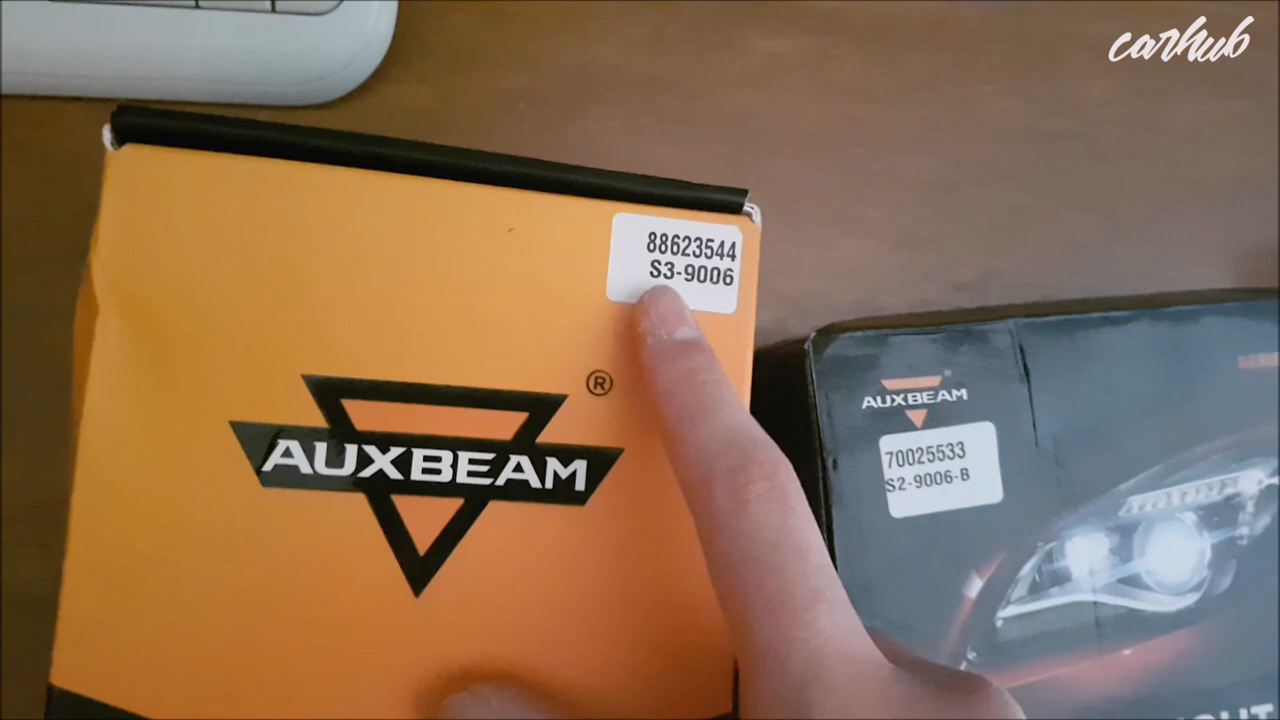 carhub
88623544
S3-9006
®
AUXBEAM
AUXBEAM
70025533
S2-9006-B